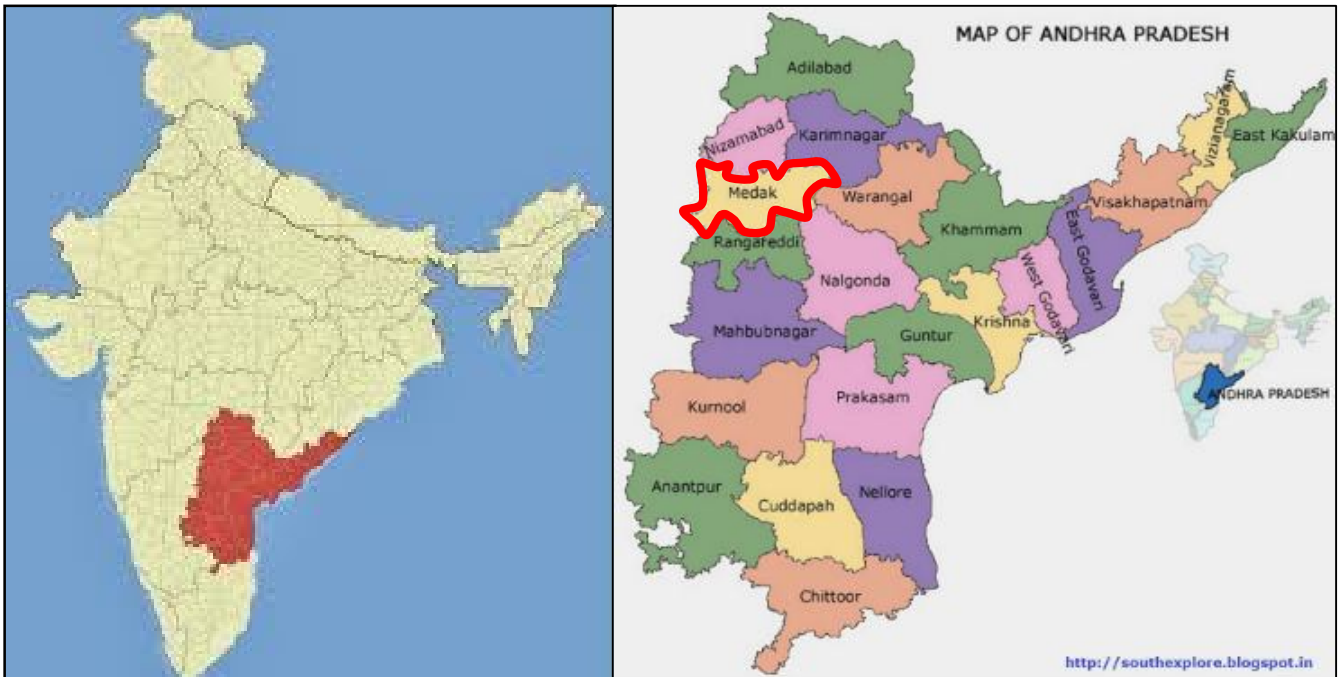 MAP OF ANDHRA PRADESH
Adilabad
Nizamabad
Karimnagar
Vizianagaram
East Kakulam
Medak
Warangal
Visakhapatnam
Rangareddi
Khammam
East Godavari
West Godavari
Nalgonda
Mahbubnagar
Guntur
Krishna
ANDHRA PRADESH
Kurnool
Prakasam
Anantpur
Cuddapah
Nellore
Chittoor
http://southexplore.blogspot.in